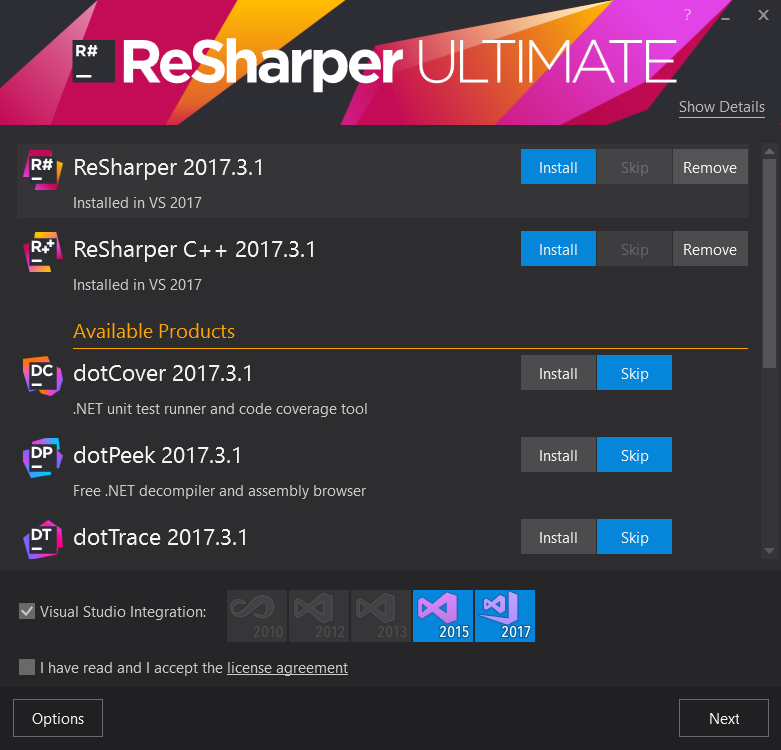 ?
R#
ReSharper ULTIMATE
Show Details
R#
ReSharper 2017.3.1
Install Skip Remove
Installed in VS 2017
R++
ReSharper C++ 2017.3.1
Install Skip Remove
Installed in VS 2017
Available Products
DC
dotCover 2017.3.1
Install Skip
.NET unit test runner and code coverage tool
DP
dotPeek 2017.3.1
Install Skip
Free .NET decompiler and assembly browser
DT
dotTrace 2017.3.1
Install Skip
Visual Studio Integration:
2010 2012 2013 2015 2017
I have read and I accept the license agreement
Options Next